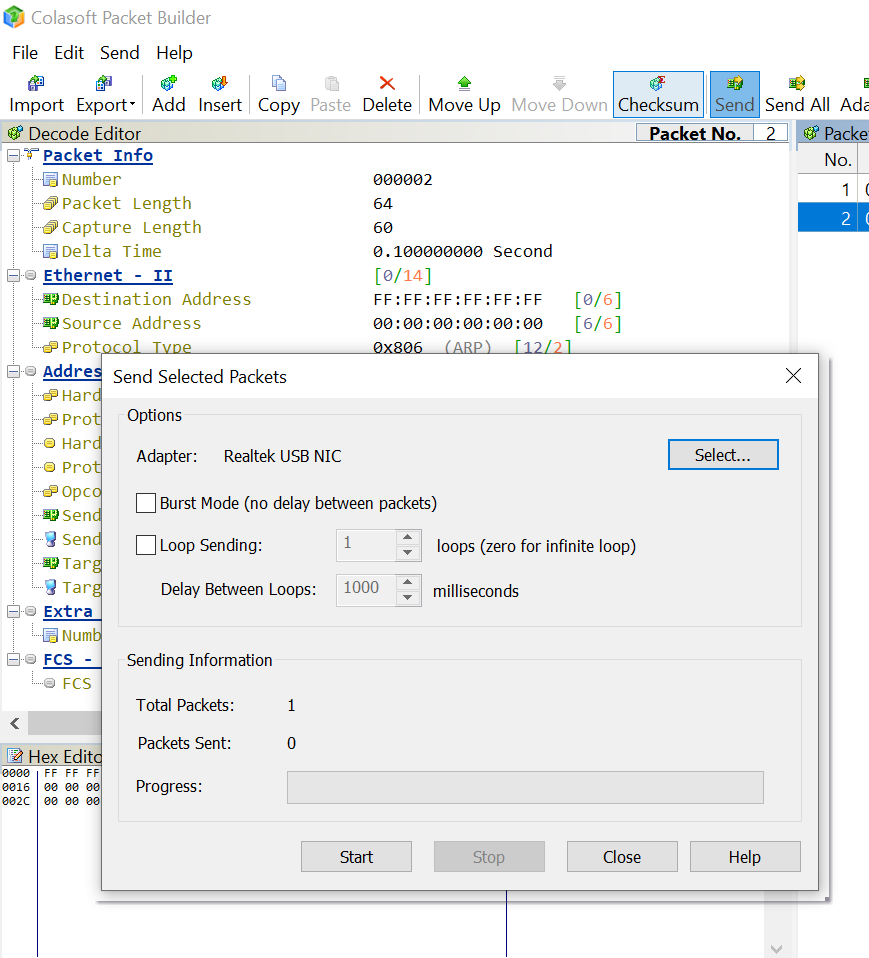 Colasoft Packet Builder
File Edit Send Help
Import Export Add Insert Copy Paste Delete Move Up Move Down Checksum Send Send All Ada
Decode Editor Packet No. 2 Packe
Packet Info No.
Number 000002 1
Packet Length 64 2
Capture Length 60
Delta Time 0.100000000 Second
Ethernet - II [0/14]
Destination Address FF:FF:FF:FF:FF:FF [0/6]
Source Address 00:00:00:00:00:00 [6/6]
Protocol Type 0x806 (ARP) [12/2]
Addres
Hard
Prot
Hard
Prot
Opco
Send
Send
Targ
Targ
Extra
Numb
FCS -
FCS
Send Selected Packets
Options
Adapter: Realtek USB NIC Select...
Burst Mode (no delay between packets)
Loop Sending: 1 loops (zero for infinite loop)
Delay Between Loops: 1000 milliseconds
Sending Information
Total Packets: 1
Packets Sent: 0
Progress:
Start Stop Close Help
Hex Edito
0000 FF FF FF
0016 00 00 00
002C 00 00 00